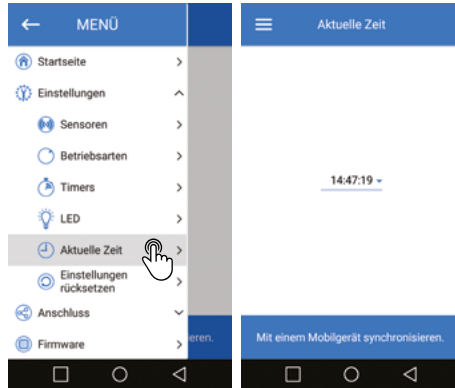 MENÜ
Startseite
Einstellungen
Sensoren
Betriebsarten
Timers
LED
Aktuelle Zeit
Einstellungen
rücksetzen
Anschluss
Firmware
eren.
Aktuelle Zeit
14:47:19
Mit einem Mobilgerät synchronisieren.